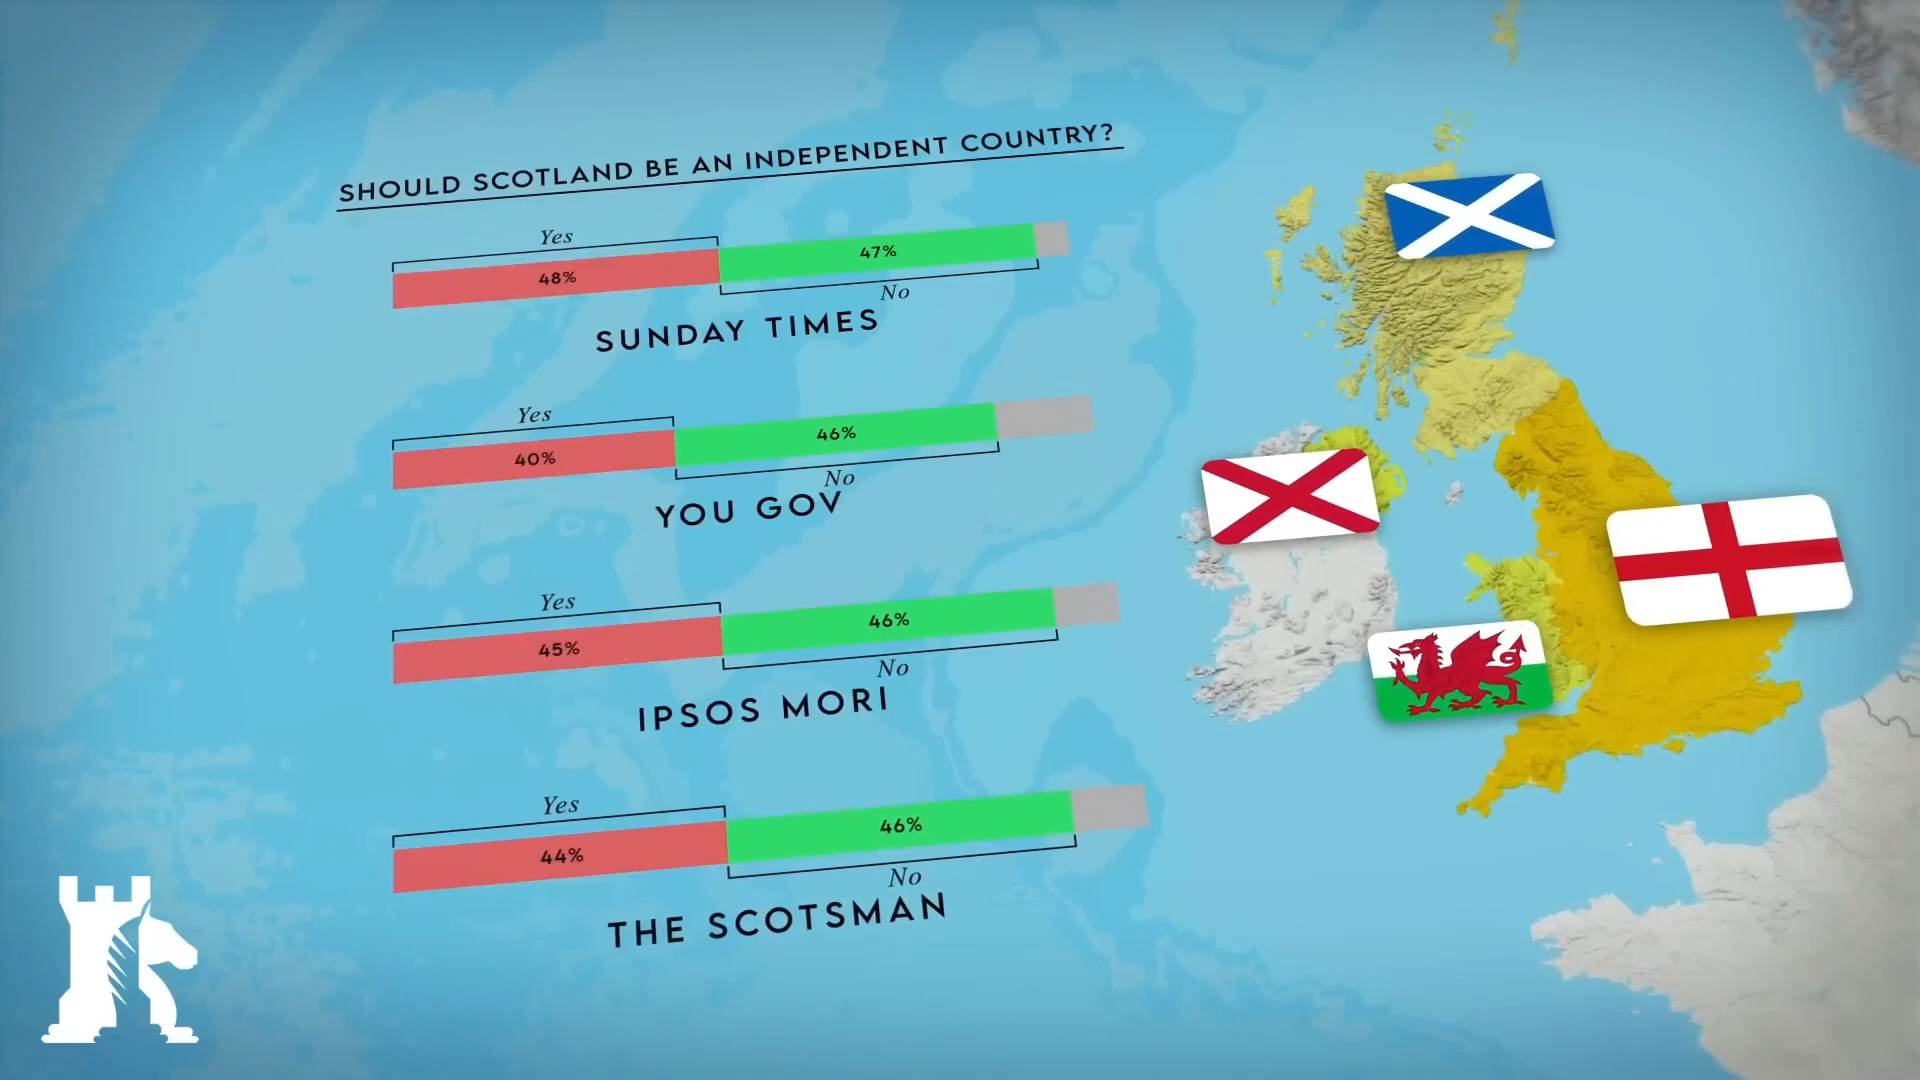 SHOULD SCOTLAND BE AN INDEPENDENT COUNTRY?
Yes
48%
47%
No
SUNDAY TIMES
Yes
40%
46%
No
YOU GOV
Yes
45%
46%
No
IPSOS MORI
Yes
44%
46%
No
THE SCOTSMAN